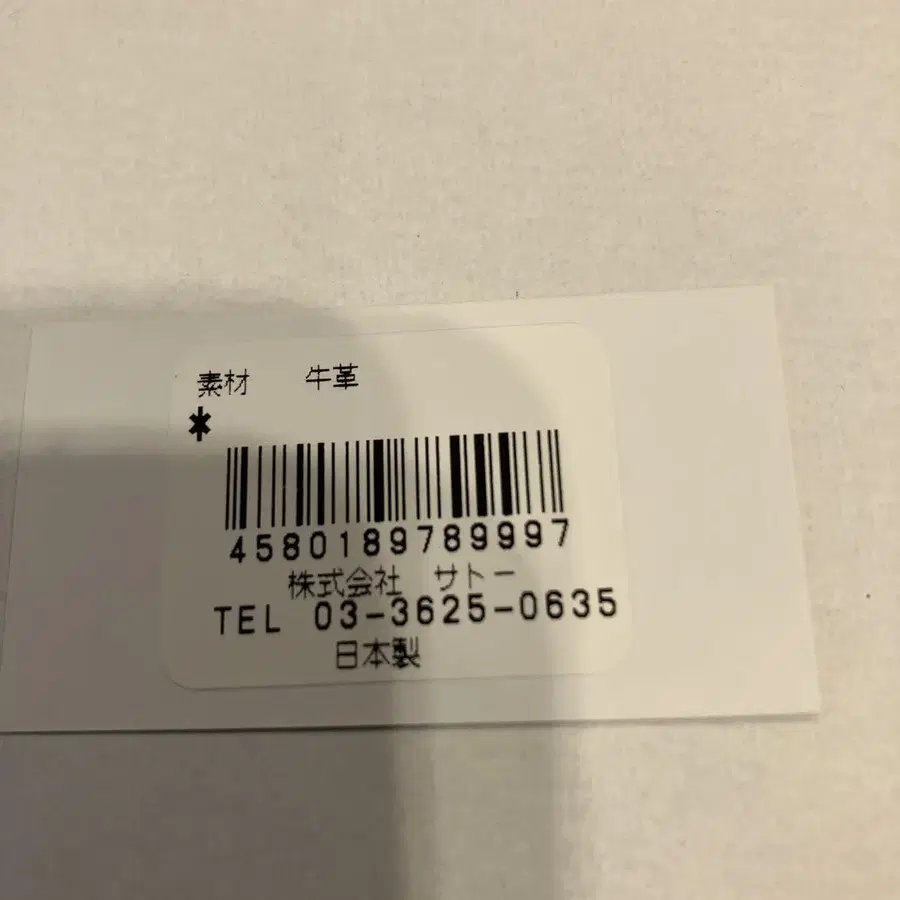 素材　　牛革
*
4580189789997
株式会社　サトー
TEL 03-3625-0635
日本製